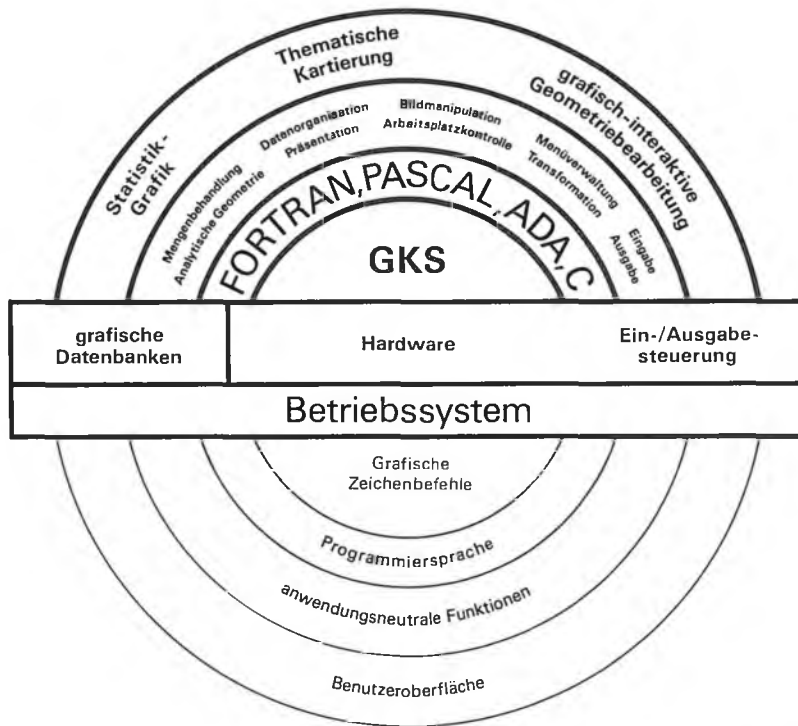 Thematische
Kartierung
Statistik-
Grafik
grafisch-interaktive
Geometriebearbeitung
Mengenbehandlung
Analytische Geometrie
Datenorganisation
Präsentation
Bildmanipulation
Arbeitsplatzkontrolle
Menüverwaltung
Transformation
Eingabe
Ausgabe
FORTRAN, PASCAL, ADA, C
GKS
grafische
Datenbanken
Hardware
Ein-/Ausgabe-
steuerung
Betriebssystem
Grafische
Zeichenbefehle
Programmiersprache
anwendungsneutrale Funktionen
Benutzeroberfläche